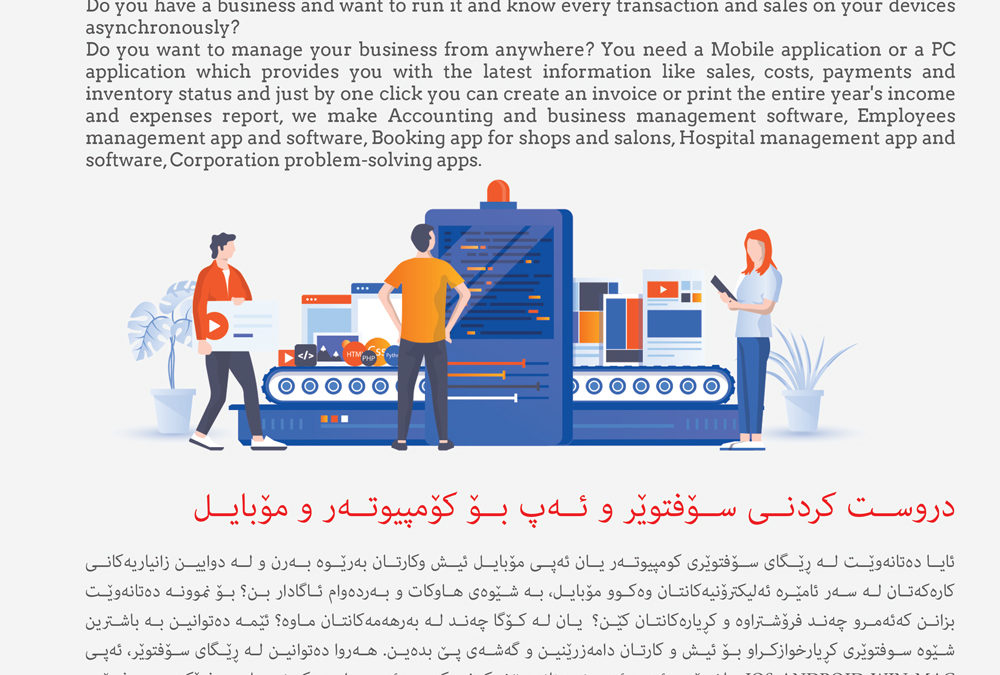 Do you have a business and want to run it and know every transaction and sales on your devices
asynchronously?
Do you want to manage your business from anywhere? You need a Mobile application or a PC
application which provides you with the latest information like sales, costs, payments and
inventory status and just by one click you can create an invoice or print the entire year's income
and expenses report, we make Accounting and business management software, Employees
management app and software, Booking app for shops and salons, Hospital management app and
software, Corporation problem-solving apps.
</>
HTML
PHP
Css
Python
دروست کردنی سۆفتوێر و ئەپ بۆ کۆمپیوتەر و مۆبایل
ئایا دەتانەوێت لە ڕێگای سۆفتوێری کومپیوتەر یان ئەپی مۆبایل ئیش وکارتان بەرێوە بەرن و لە دوایین زانیاریەکانی
کارەکەتان لە سەر ئامێرە ئەلیکترۆنیەکانتان وەکوو مۆبایل، بە شێوەی هاوکات و بەردەوام ئاگادار بن؟ بۆ نموونە دەتانەوێت
بزانن کەئەمرو چەند فرۆشتراوە و کڕیارەکانتان کێن؟ یان لە کۆگا چەند لە بەرهەمەکانتان ماوە؟ ئێمە دەتوانین بە باشترین
شێوە سوفتوێری کڕیارخوازکراو بۆ ئیش و کارتان دامەزرێنین و گەشەی پێ بدەین. هەروا دەتوانین لە ڕێگای سۆفتوێر، ئەپی
IOS, ANDROID, WIN, MAC